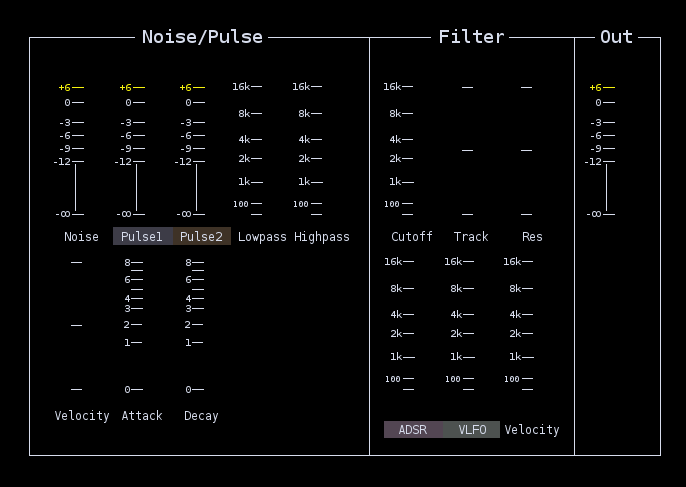 Noise/Pulse Filter Out
+6 +6 +6 16k 16k 16k +6
0 0 0 8k 8k 8k 0
-3 -3 -3 -3
-6 -6 -6 4k 4k 4k -6
-9 -9 -9 2k 2k 2k -9
-12 -12 -12 -12
1k 1k 1k
100 100 100
-∞ -∞ -∞ -∞
Noise Pulse1 Pulse2 Lowpass Highpass Cutoff Track Res
8 8 16k 16k 16k
6 6 8k 8k 8k
4 4 4k 4k 4k
3 3
2 2 2k 2k 2k
1 1 1k 1k 1k
100 100 100
0 0
Velocity Attack Decay
ADSR VLFO Velocity